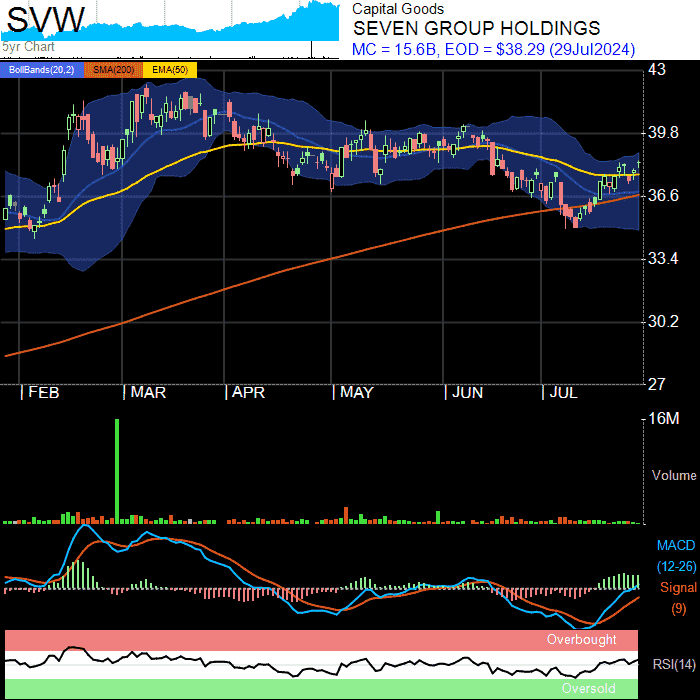 SVW
5yr Chart
Capital Goods
SEVEN GROUP HOLDINGS
MC = 15.6B, EOD = $38.29 (29Jul2024)
BollBands(20,2) SMA(200) EMA(50)
43
39.8
36.6
33.4
30.2
27
FEB MAR APR MAY JUN JUL
16M
Volume
MACD
(12-26)
Signal
(9)
Overbought
RSI(14)
Oversold